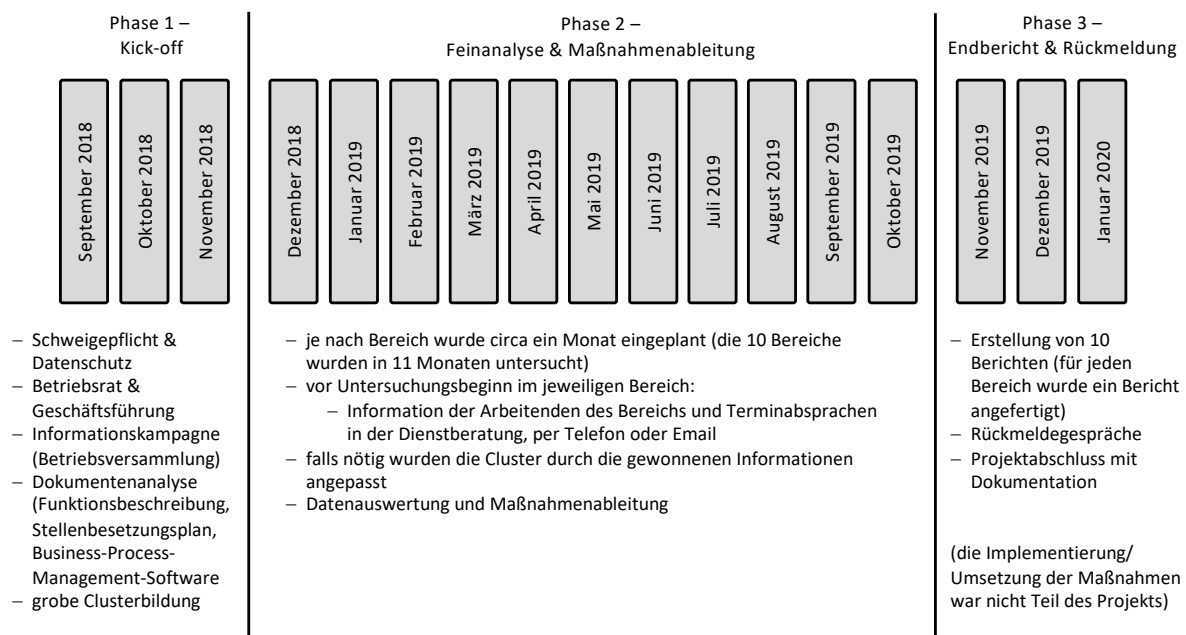 Phase 1 –
Kick-off
September 2018
Oktober 2018
November 2018
– Schweigepflicht &
Datenschutz
– Betriebsrat &
Geschäftsführung
– Informationskampagne
(Betriebsversammlung)
– Dokumentenanalyse
(Funktionsbeschreibung,
Stellenbesetzungsplan,
Business-Process-
Management-Software
– grobe Clusterbildung
Phase 2 –
Feinanalyse & Maßnahmenableitung
Dezember 2018
Januar 2019
Februar 2019
März 2019
April 2019
Mai 2019
Juni 2019
Juli 2019
August 2019
September 2019
Oktober 2019
– je nach Bereich wurde circa ein Monat eingeplant (die 10 Bereiche
wurden in 11 Monaten untersucht)
– vor Untersuchungsbeginn im jeweiligen Bereich:
– Information der Arbeitenden des Bereichs und Terminabsprachen
in der Dienstberatung, per Telefon oder Email
– falls nötig wurden die Cluster durch die gewonnenen Informationen
angepasst
– Datenauswertung und Maßnahmenableitung
Phase 3 –
Endbericht & Rückmeldung
November 2019
Dezember 2019
Januar 2020
– Erstellung von 10
Berichten (für jeden
Bereich wurde ein Bericht
angefertigt)
– Rückmeldegespräche
– Projektabschluss mit
Dokumentation
(die Implementierung/
Umsetzung der Maßnahmen
war nicht Teil des Projekts)